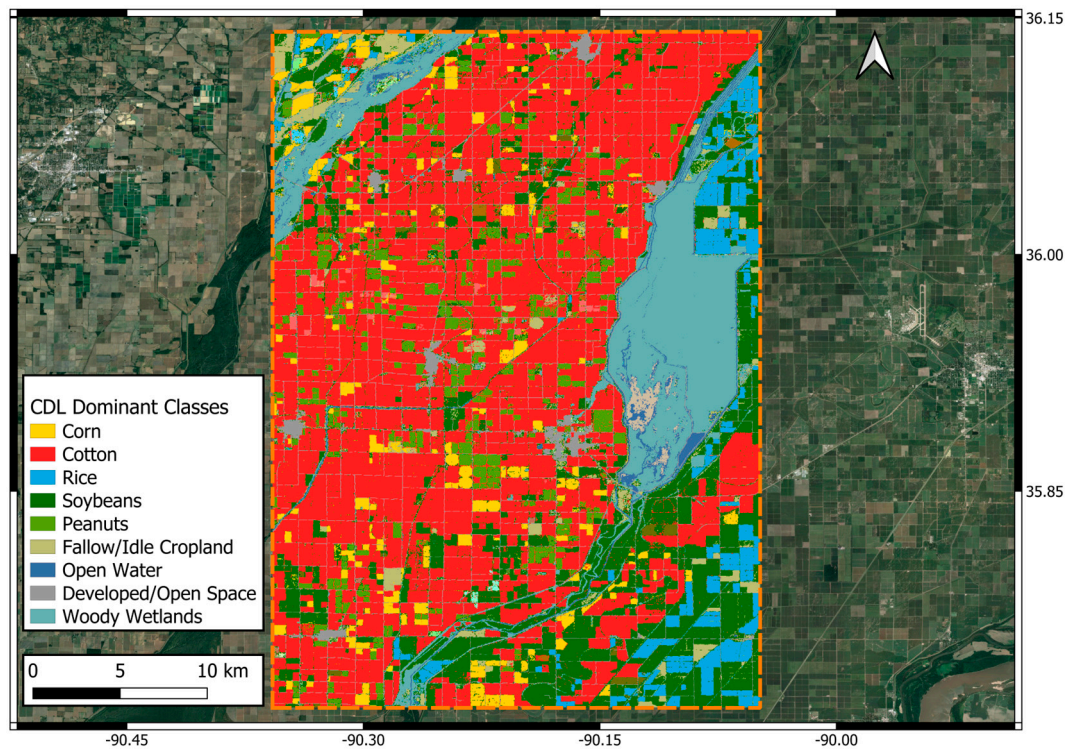 36.15
36.00
35.85
CDL Dominant Classes
Corn
Cotton
Rice
Soybeans
Peanuts
Fallow/Idle Cropland
Open Water
Developed/Open Space
Woody Wetlands
0 5 10 km
-90.45 -90.30 -90.15 -90.00